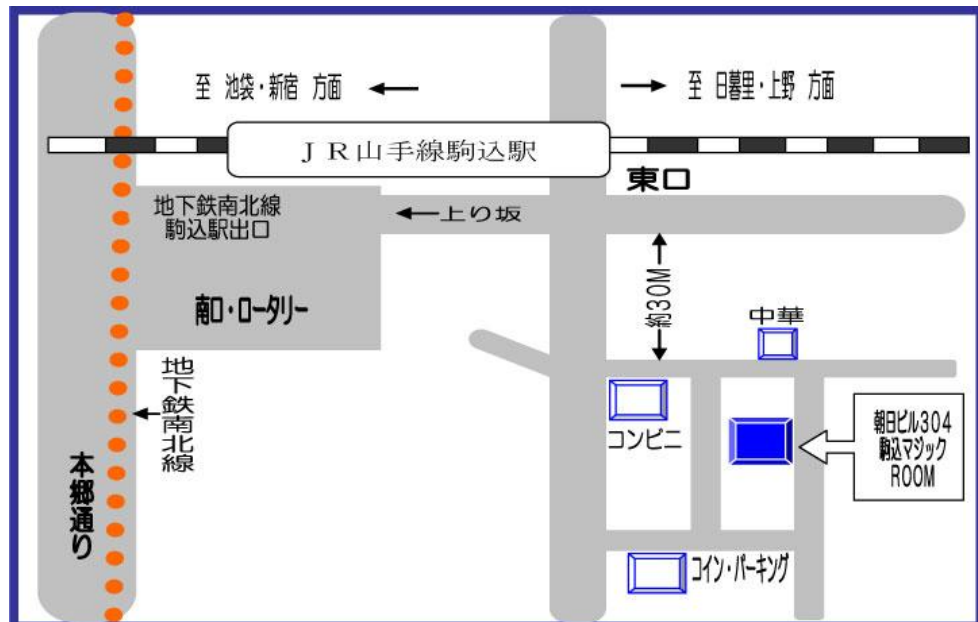 至 池袋・新宿 方面
至 日暮里・上野 方面
JR山手線駒込駅
東口
地下鉄南北線
駒込駅出口
上り坂
南口・ロータリー
約30M
中華
地下鉄南北線
コンビニ
朝日ビル304
駒込マジック
ROOM
本郷通り
コイン・パーキング